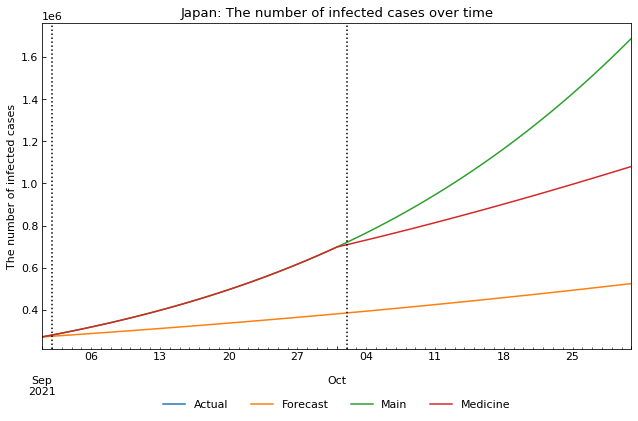 Japan: The number of infected cases over time
1e6
The number of infected cases
1.6
1.4
1.2
1.0
0.8
0.6
0.4
06 13 20 27 04 11 18 25
Sep Oct
2021
Actual Forecast Main Medicine